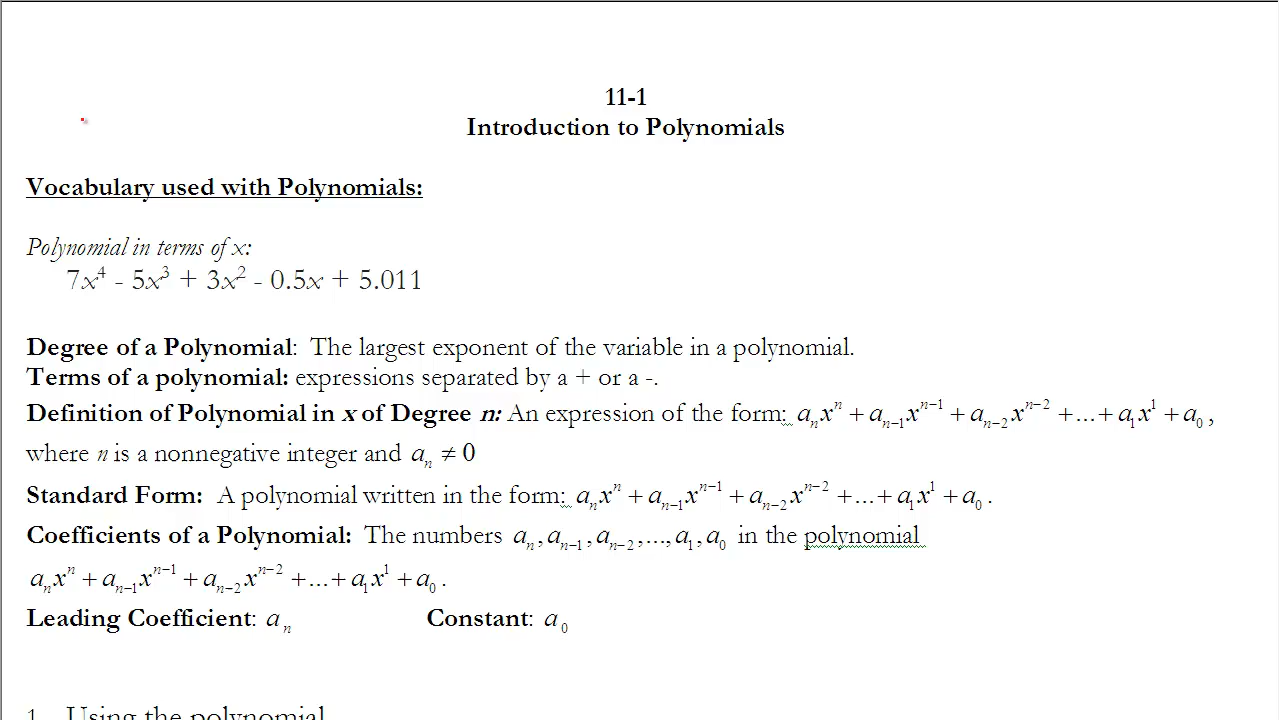 11-1
Introduction to Polynomials
Vocabulary used with Polynomials:
Polynomial in terms of x:
7x⁴ - 5x³ + 3x² - 0.5x + 5.011
Degree of a Polynomial:  The largest exponent of the variable in a polynomial.
Terms of a polynomial: expressions separated by a + or a -.
Definition of Polynomial in x of Degree n: An expression of the form: aₙxⁿ + aₙ₋₁xⁿ⁻¹ + aₙ₋₂xⁿ⁻² + ... + a₁x¹ + a₀ ,
where n is a nonnegative integer and aₙ ≠ 0
Standard Form:  A polynomial written in the form: aₙxⁿ + aₙ₋₁xⁿ⁻¹ + aₙ₋₂xⁿ⁻² + ... + a₁x¹ + a₀ .
Coefficients of a Polynomial:  The numbers aₙ, aₙ₋₁, aₙ₋₂, ..., a₁, a₀ in the polynomial
aₙxⁿ + aₙ₋₁xⁿ⁻¹ + aₙ₋₂xⁿ⁻² + ... + a₁x¹ + a₀ .
Leading Coefficient: aₙ Constant: a₀
1. Using the polynomial